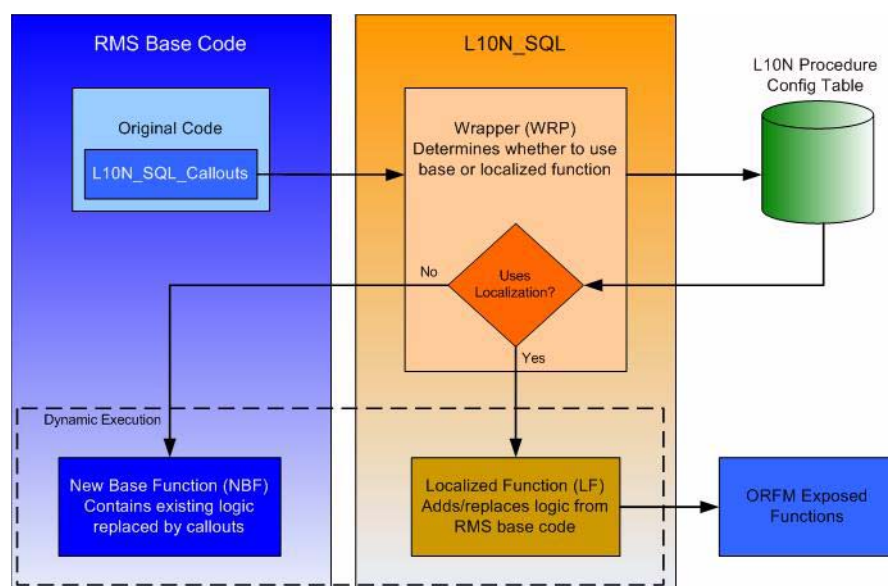 RMS Base Code
L10N_SQL
L10N Procedure
Config Table
Original Code
L10N_SQL_Callouts
Wrapper (WRP)
Determines whether to use
base or localized function
No
Uses
Localization?
Yes
Dynamic Execution
New Base Function (NBF)
Contains existing logic
replaced by callouts
Localized Function (LF)
Adds/replaces logic from
RMS base code
ORFM Exposed
Functions